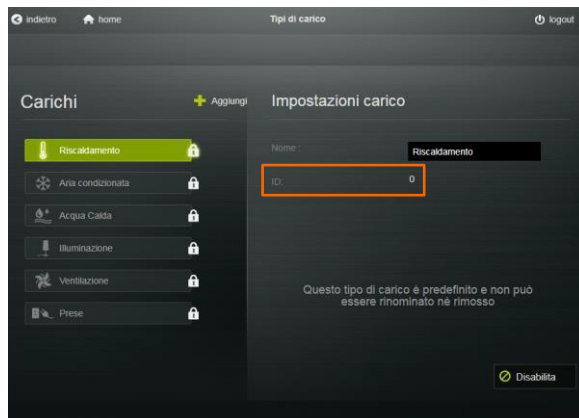 indietro
home
Tipi di carico
logout
Carichi
Aggiungi
Impostazioni carico
Riscaldamento
Aria condizionata
Acqua Calda
Illuminazione
Ventilazione
Prese
Nome :
Riscaldamento
ID:
0
Questo tipo di carico è predefinito e non può
essere rinominato nè rimosso
Disabilita